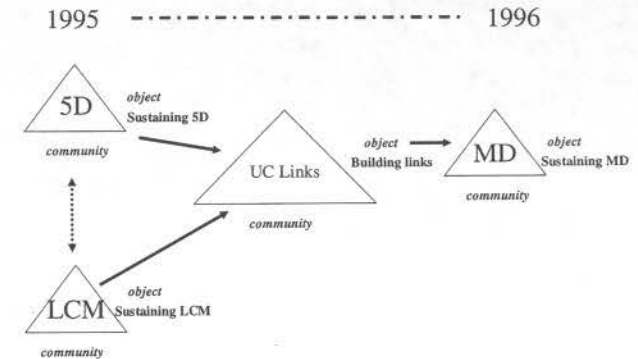 1995
1996
5D
object
Sustaining 5D
community
UC Links
community
object
Building links
MD
object
Sustaining MD
community
LCM
object
Sustaining LCM
community